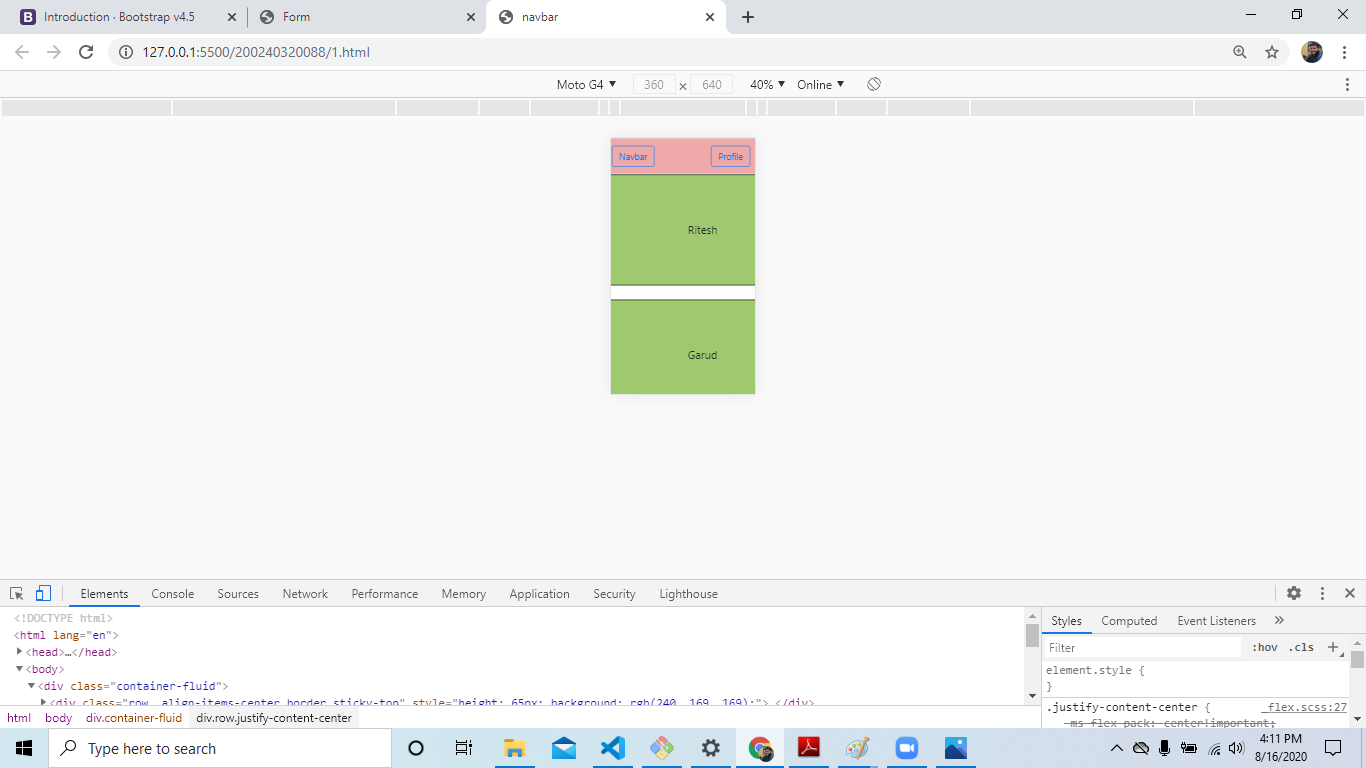 Introduction · Bootstrap v4.5
Form
navbar
127.0.0.1:5500/200240320088/1.html
Moto G4 ▼ 360 × 640 40% ▼ Online ▼
Navbar
Profile
Ritesh
Garud
Elements Console Sources Network Performance Memory Application Security Lighthouse
<!DOCTYPE html>
<html lang="en">
<head>…</head>
<body>
<div class="container-fluid">
<div class="row align-items-center border sticky-top" style="height: 65px; background: rgb(240, 169, 169);">…</div>
html body div.container-fluid div.row.justify-content-center
Styles Computed Event Listeners »
Filter :hov .cls +
element.style {
}
.justify-content-center { _flex.scss:27
-ms-flex-pack: center!important;
Type here to search
4:11 PM
8/16/2020